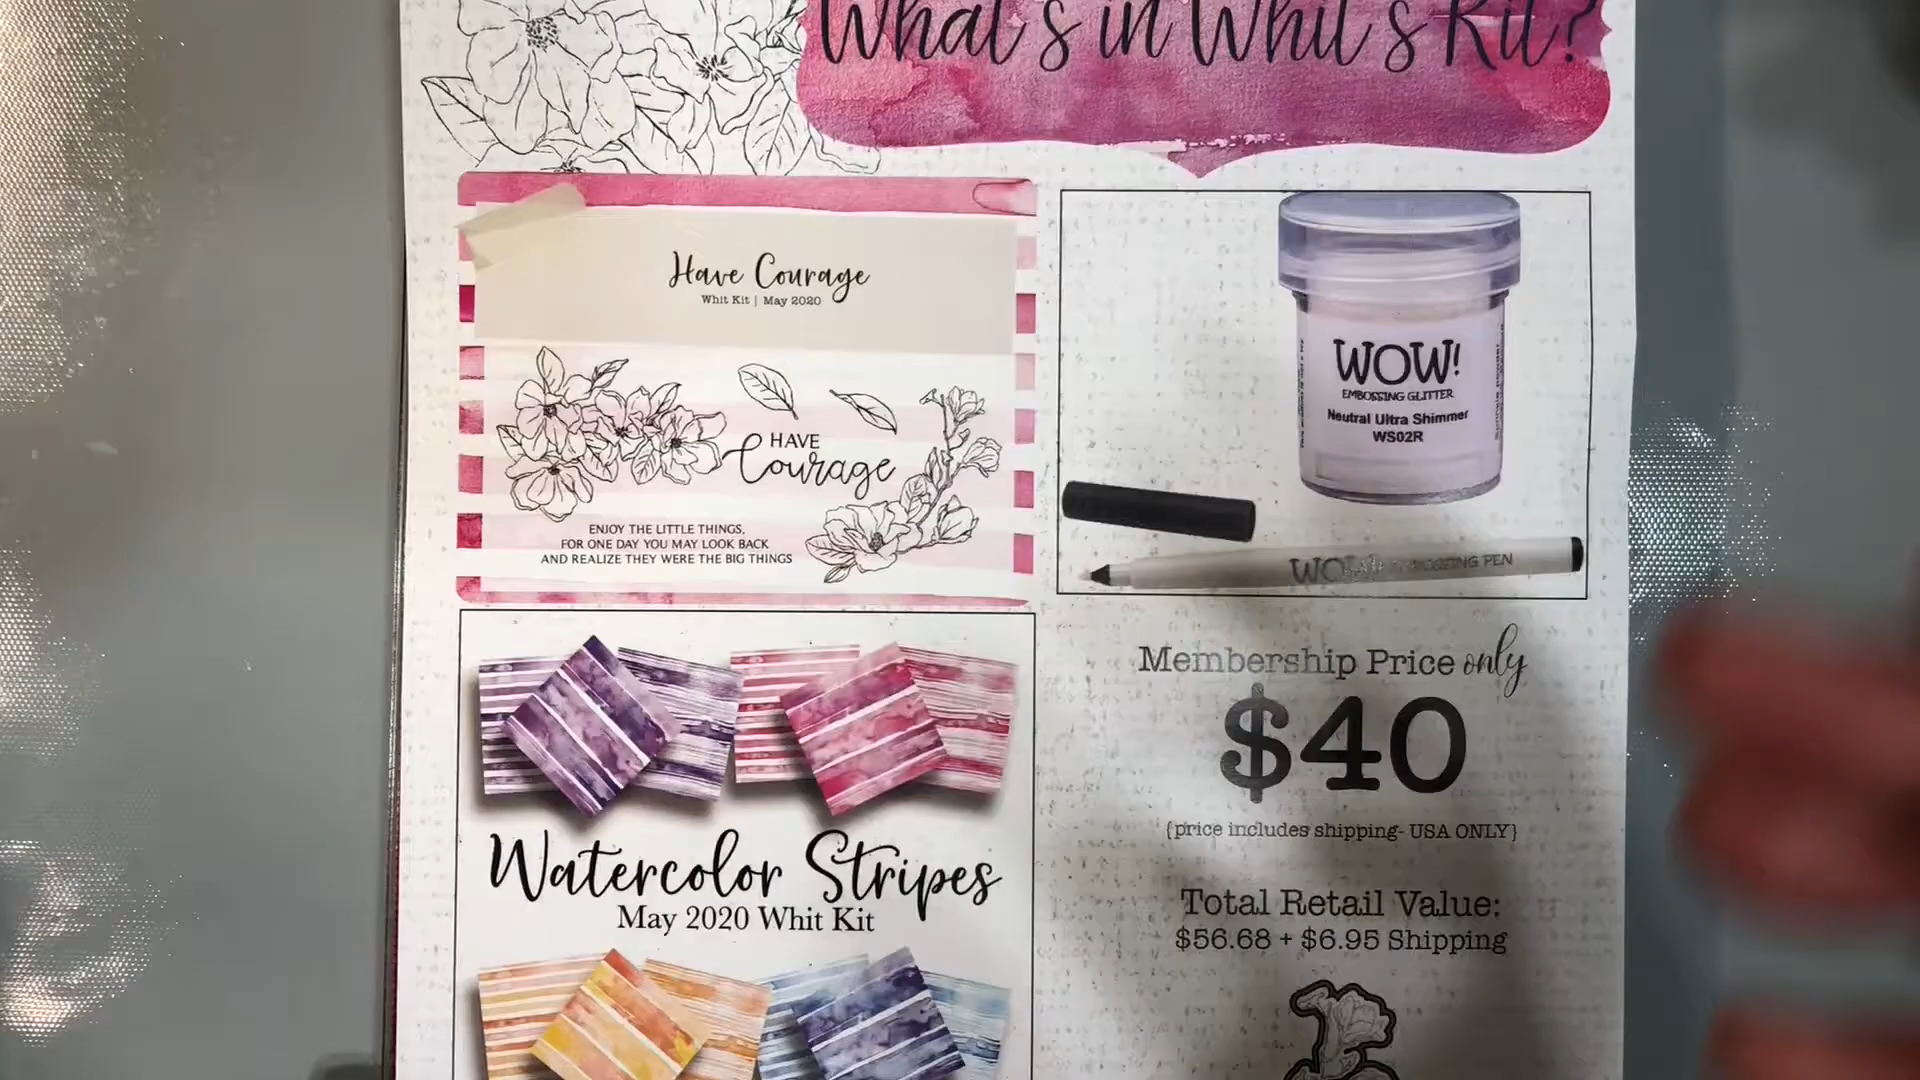 What's in Whit's Kit?
Have Courage
Whit Kit | May 2020
HAVE
Courage
ENJOY THE LITTLE THINGS,
FOR ONE DAY YOU MAY LOOK BACK
AND REALIZE THEY WERE THE BIG THINGS
WOW!
EMBOSSING GLITTER
Neutral Ultra Shimmer
WS02R
WOW! EMBOSSING PEN
Watercolor Stripes
May 2020 Whit Kit
Membership Price only
$40
{price includes shipping- USA ONLY}
Total Retail Value:
$56.68 + $6.95 Shipping